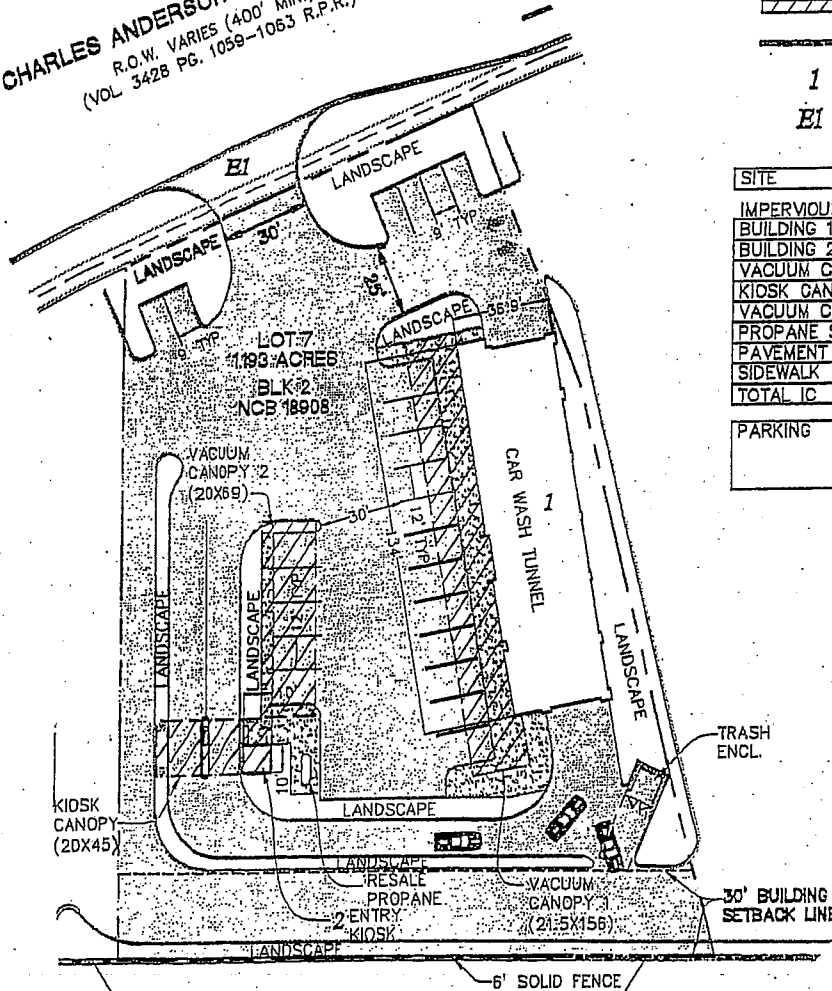 CHARLES ANDERSON
R.O.W. VARIES (400' MIN.
(VOL. 3428 PG. 1059-1063 R.P.R.)
1
E1
E1
LANDSCAPE
LANDSCAPE
30'
9' TYP
9' TYP
25'
LANDSCAPE
36.9
LOT 7
1.193 ACRES
BLK 2
NCB 18908
SITE
IMPERVIOU
BUILDING 1
BUILDING 2
VACUUM C
KIOSK CAN
VACUUM C
PROPANE S
PAVEMENT
SIDEWALK
TOTAL IC
PARKING
VACUUM
CANOPY 2
(20X69)
30'
12' TYP
134
CAR WASH TUNNEL
1
LANDSCAPE
LANDSCAPE
12' TYP
LANDSCAPE
TRASH
ENCL.
KIOSK
CANOPY
(20X45)
10
LANDSCAPE
LANDSCAPE
RESALE
PROPANE
2 ENTRY
KIOSK
VACUUM
CANOPY 1
(21.5X156)
30' BUILDING
SETBACK LINE
LANDSCAPE
6' SOLID FENCE